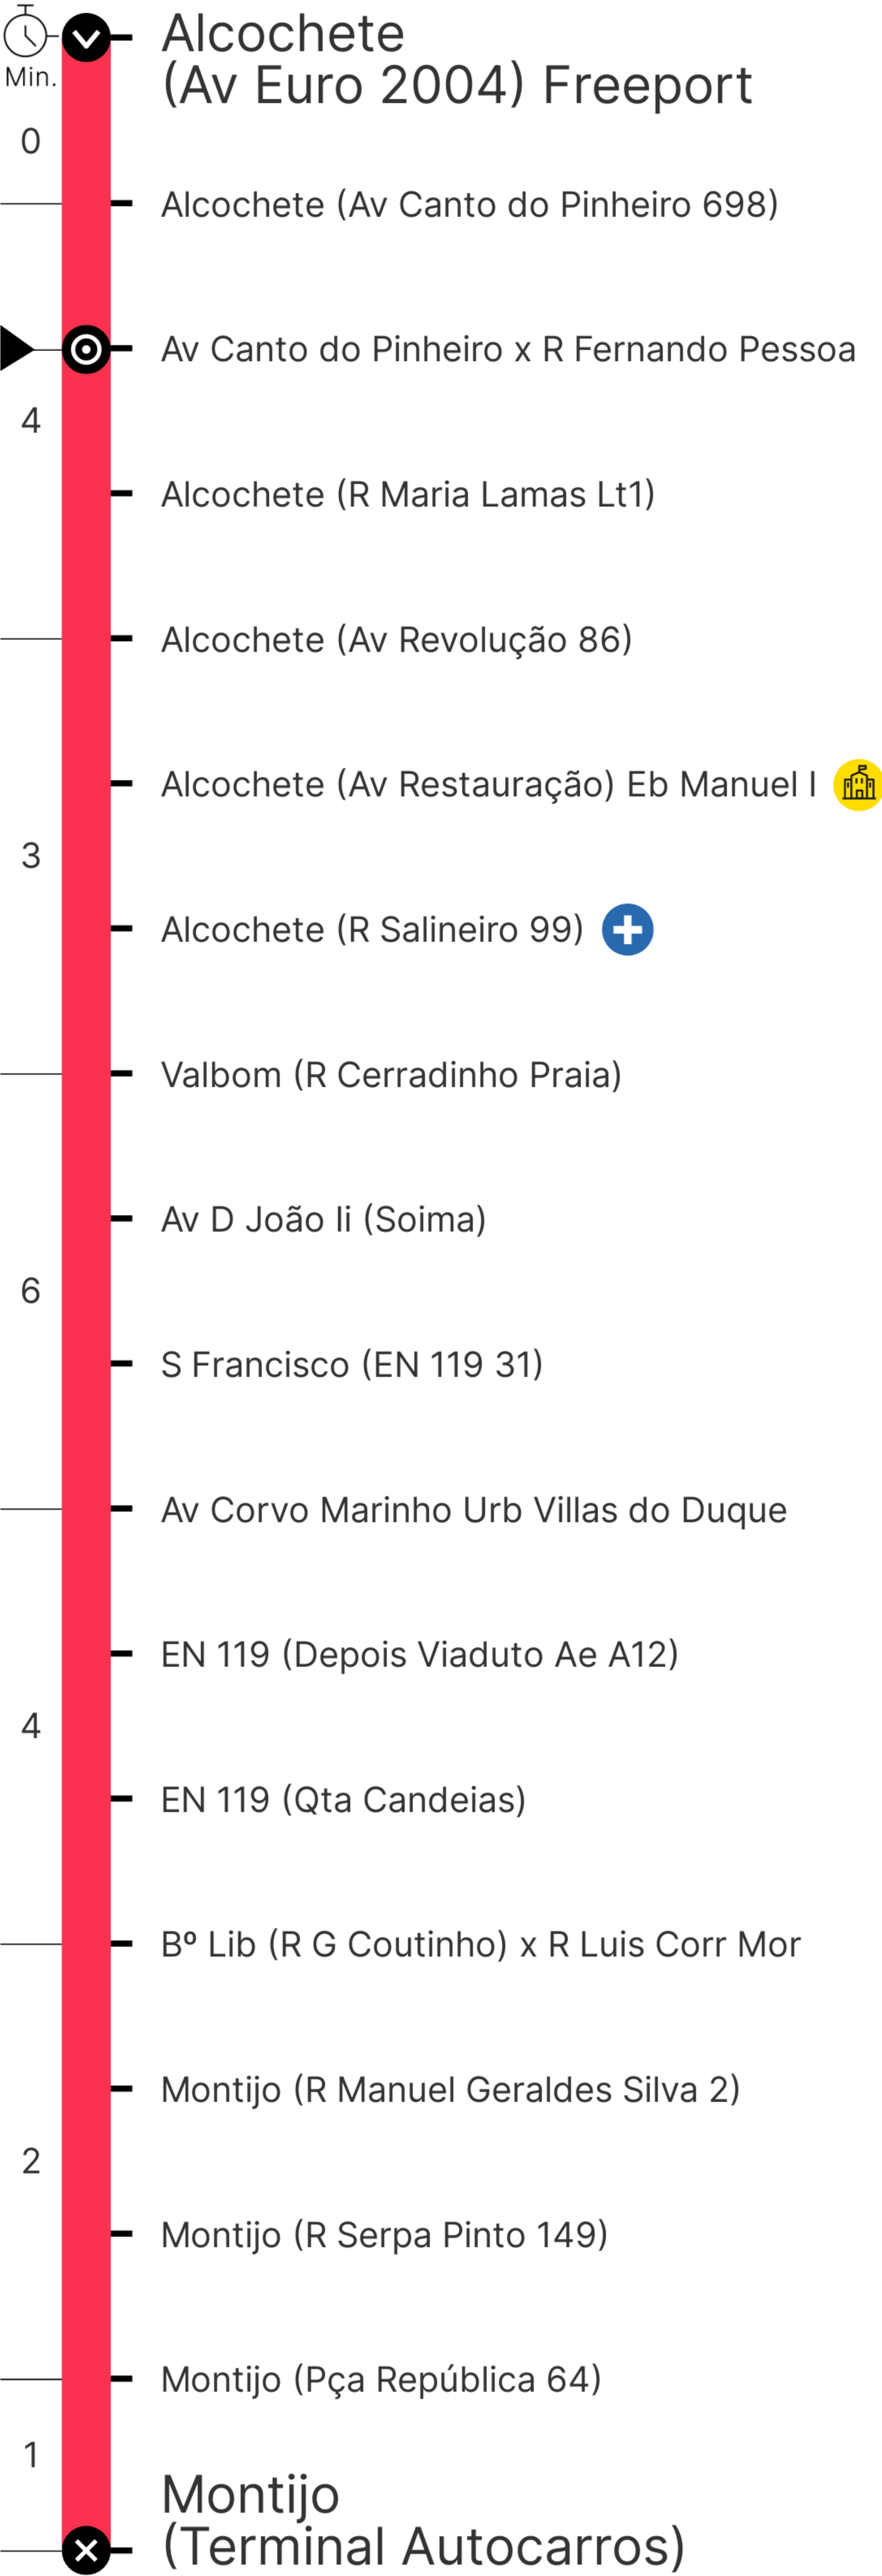 Alcochete
(Av Euro 2004) Freeport
Min.
0
Alcochete (Av Canto do Pinheiro 698)
Av Canto do Pinheiro x R Fernando Pessoa
4
Alcochete (R Maria Lamas Lt1)
Alcochete (Av Revolução 86)
Alcochete (Av Restauração) Eb Manuel I
3
Alcochete (R Salineiro 99)
Valbom (R Cerradinho Praia)
Av D João Ii (Soima)
6
S Francisco (EN 119 31)
Av Corvo Marinho Urb Villas do Duque
EN 119 (Depois Viaduto Ae A12)
4
EN 119 (Qta Candeias)
Bº Lib (R G Coutinho) x R Luis Corr Mor
Montijo (R Manuel Geraldes Silva 2)
2
Montijo (R Serpa Pinto 149)
Montijo (Pça República 64)
1
Montijo
(Terminal Autocarros)